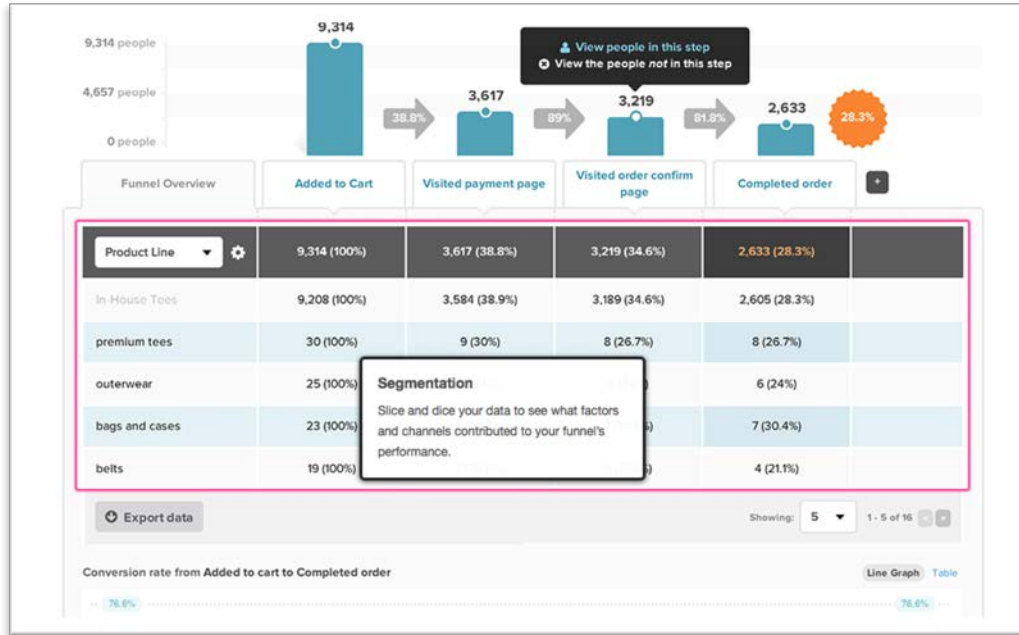 9,314
9,314 people
View people in this step
View the people not in this step
4,657 people
3,617
3,219
2,633
38.8%
89%
81.8%
28.3%
0 people
Funnel Overview
Added to Cart
Visited payment page
Visited order confirm
page
Completed order
+
Product Line
9,314 (100%)
3,617 (38.8%)
3,219 (34.6%)
2,633 (28.3%)
In-House Tees
9,208 (100%)
3,584 (38.9%)
3,189 (34.6%)
2,605 (28.3%)
premium tees
30 (100%)
9 (30%)
8 (26.7%)
8 (26.7%)
outerwear
25 (100%)
6 (24%)
bags and cases
23 (100%)
7 (30.4%)
belts
19 (100%)
4 (21.1%)
Segmentation
Slice and dice your data to see what factors
and channels contributed to your funnel's
performance.
Export data
Showing:
5
1 - 5 of 16
Conversion rate from Added to cart to Completed order
Line Graph
Table
76.6%
76.6%